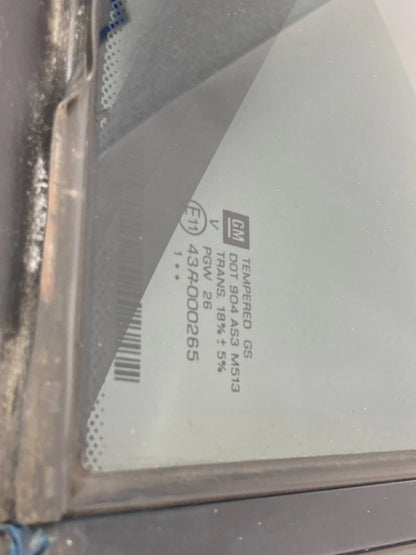 GM TEMPERED GS
DOT 904 AS3 M513
V TRANS. 18% ± 5%
PGW 26
E11 43R-000265
1 • •